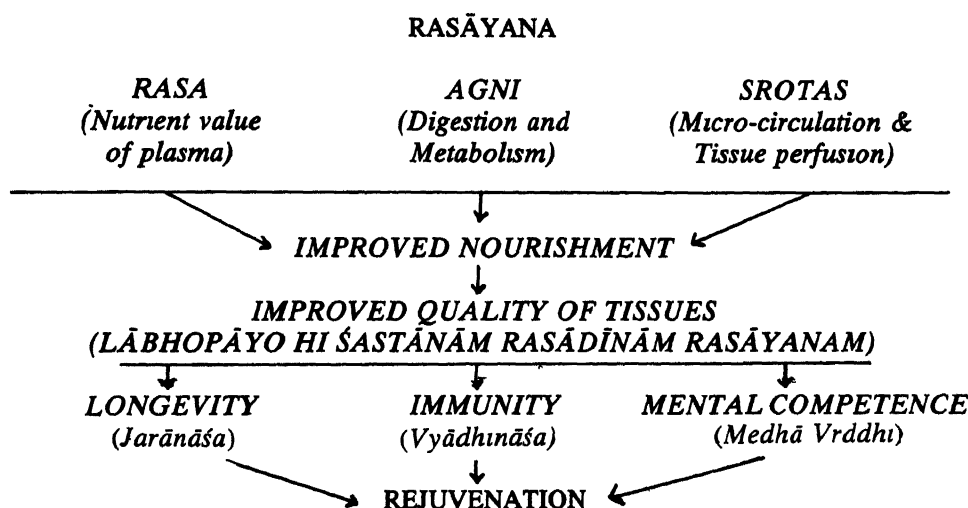 RASĀYANA
RASA AGNI SROTAS
(Nutrient value (Digestion and (Micro-circulation &
of plasma) Metabolism) Tissue perfusion)
IMPROVED NOURISHMENT
IMPROVED QUALITY OF TISSUES
(LĀBHOPĀYO HI ŚASTĀNĀM RASĀDĪNĀM RASĀYANAM)
LONGEVITY IMMUNITY MENTAL COMPETENCE
(Jarānāśa) (Vyādhināśa) (Medhā Vrddhi)
REJUVENATION